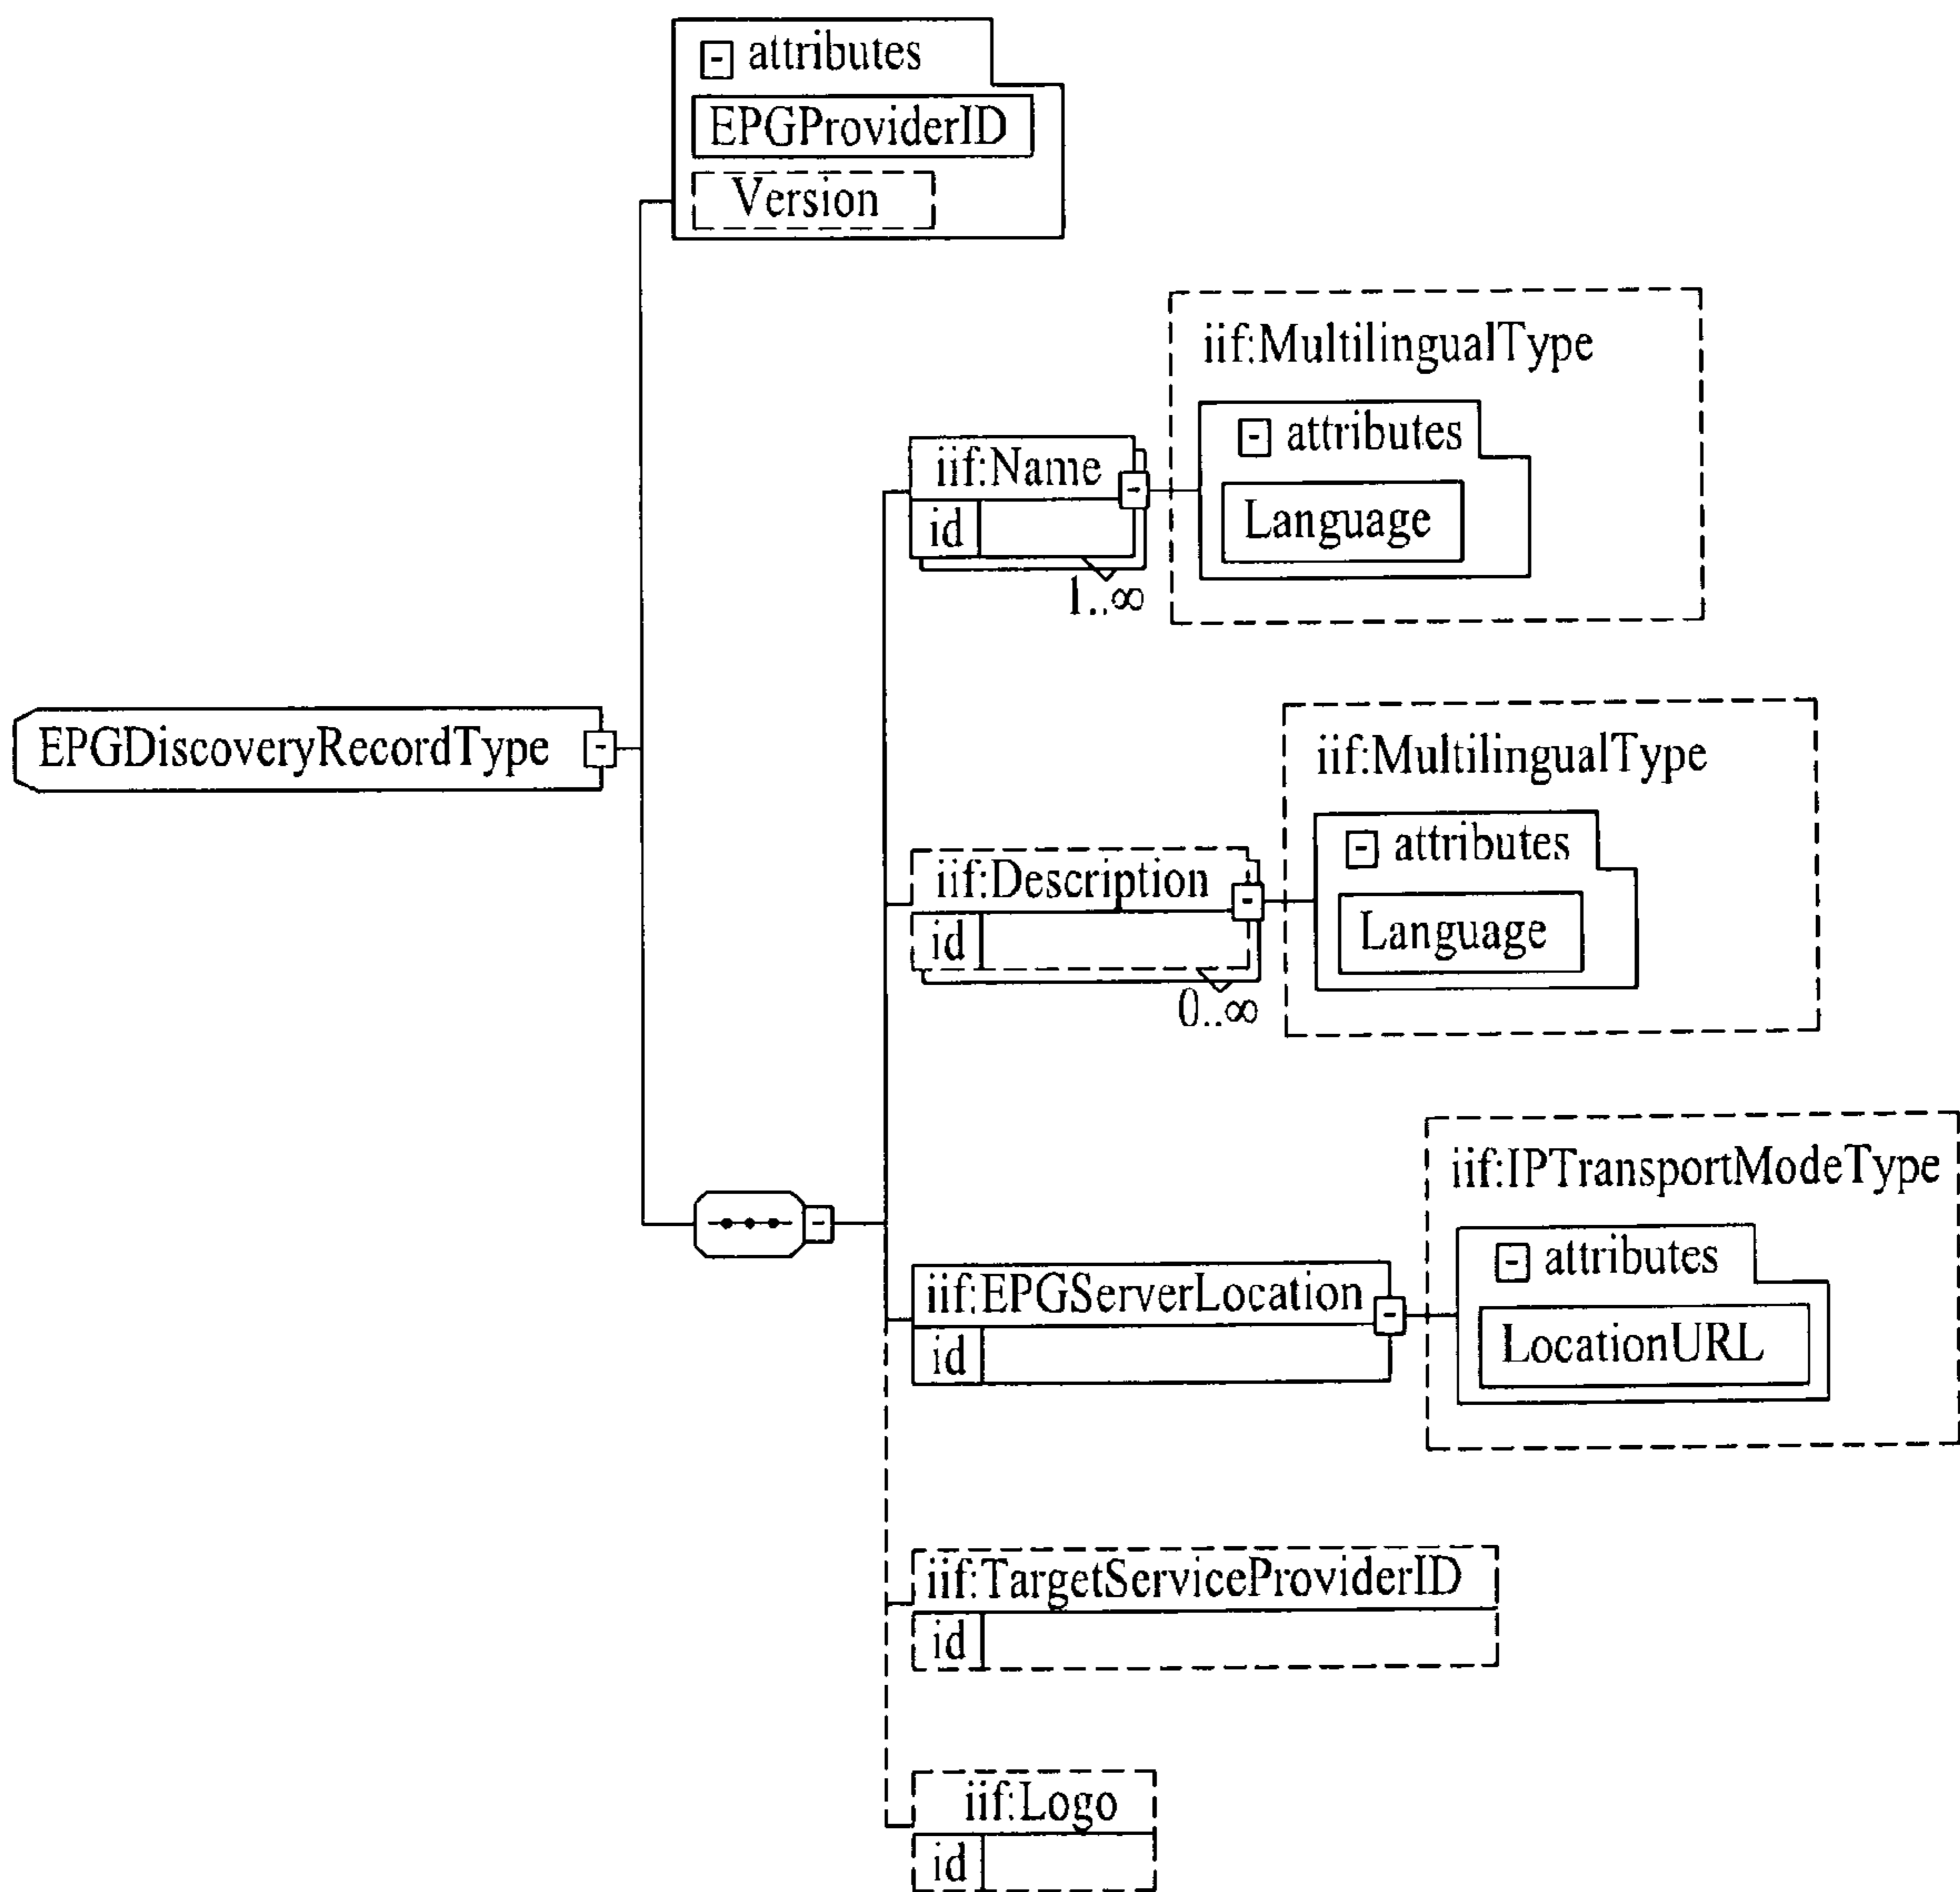 attributes
EPGProviderID
Version
iif:MultilingualType
attributes
iif:Name
Language
id
1..∞
EPGDiscoveryRecordType
iif:MultilingualType
attributes
iif:Description
Language
id
0..∞
iif:IPTransportModeType
attributes
iif:EPGServerLocation
LocationURL
id
iif:TargetServiceProviderID
id
iif:Logo
id